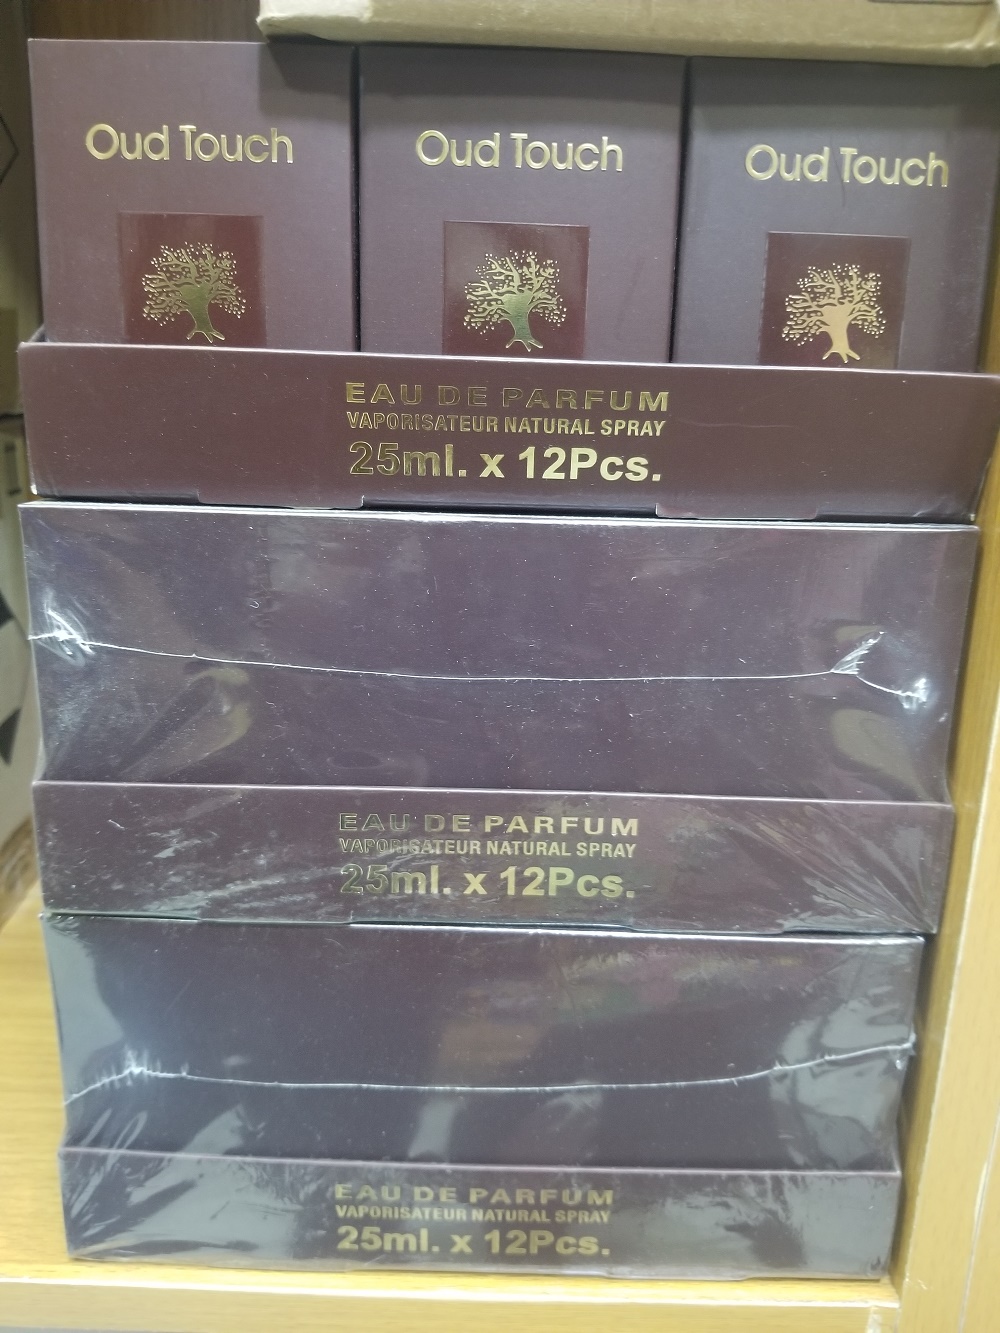 Oud Touch
Oud Touch
Oud Touch
EAU DE PARFUM
VAPORISATEUR NATURAL SPRAY
25ml. x 12Pcs.
EAU DE PARFUM
VAPORISATEUR NATURAL SPRAY
25ml. x 12Pcs.
EAU DE PARFUM
VAPORISATEUR NATURAL SPRAY
25ml. x 12Pcs.